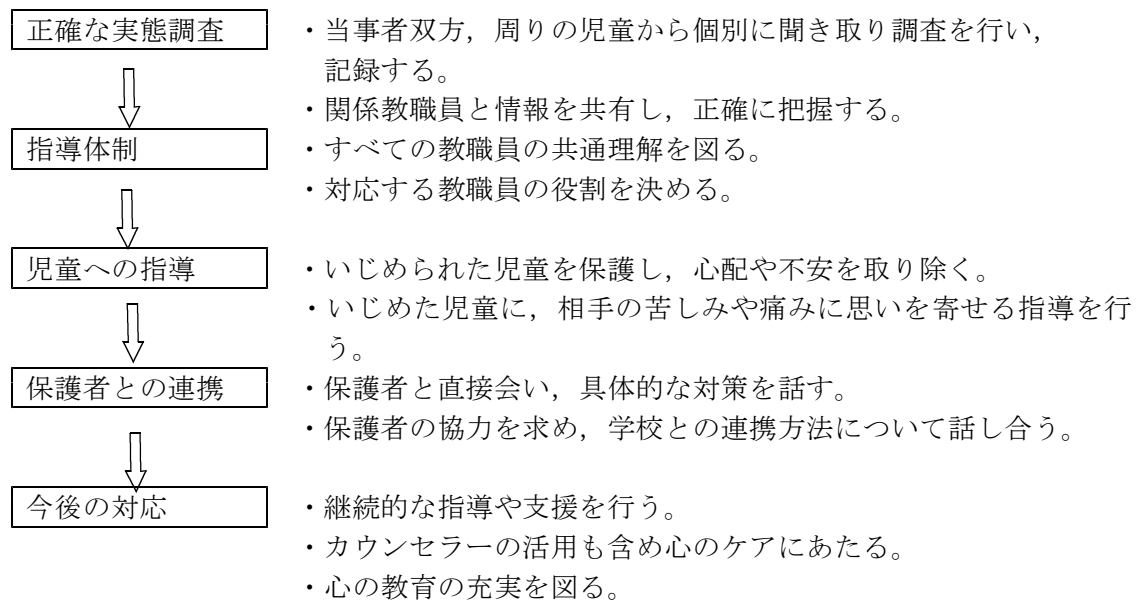 正確な実態調査
・当事者双方，周りの児童から個別に聞き取り調査を行い，
記録する。
・関係教職員と情報を共有し，正確に把握する。
指導体制
・すべての教職員の共通理解を図る。
・対応する教職員の役割を決める。
児童への指導
・いじめられた児童を保護し，心配や不安を取り除く。
・いじめた児童に，相手の苦しみや痛みに思いを寄せる指導を行
う。
保護者との連携
・保護者と直接会い，具体的な対策を話す。
・保護者の協力を求め，学校との連携方法について話し合う。
今後の対応
・継続的な指導や支援を行う。
・カウンセラーの活用も含め心のケアにあたる。
・心の教育の充実を図る。